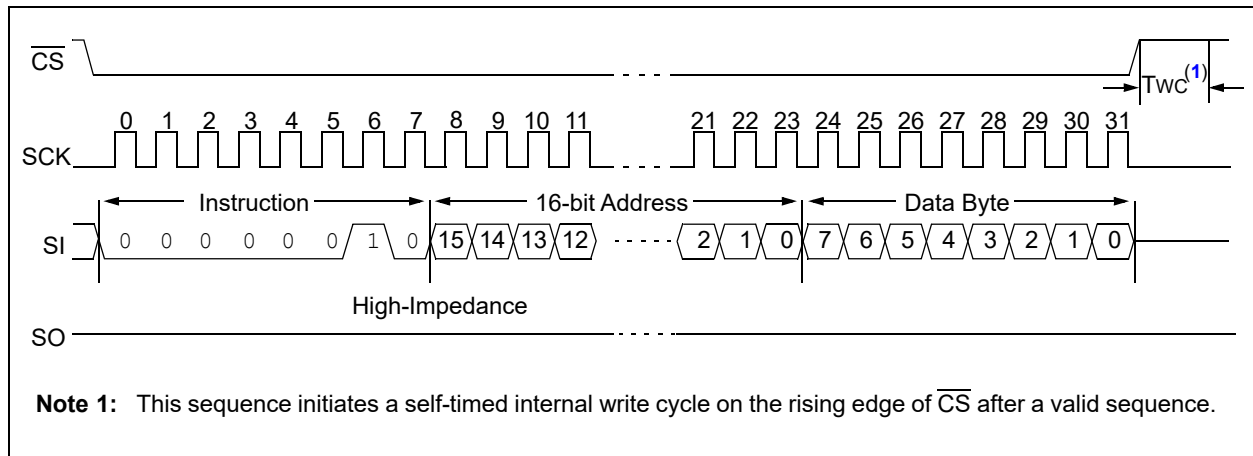 CS
TWC(1)
0 1 2 3 4 5 6 7 8 9 10 11 21 22 23 24 25 26 27 28 29 30 31
SCK
Instruction 16-bit Address Data Byte
SI 0 0 0 0 0 0 1 0 15 14 13 12 2 1 0 7 6 5 4 3 2 1 0
High-Impedance
SO
Note 1: This sequence initiates a self-timed internal write cycle on the rising edge of CS after a valid sequence.